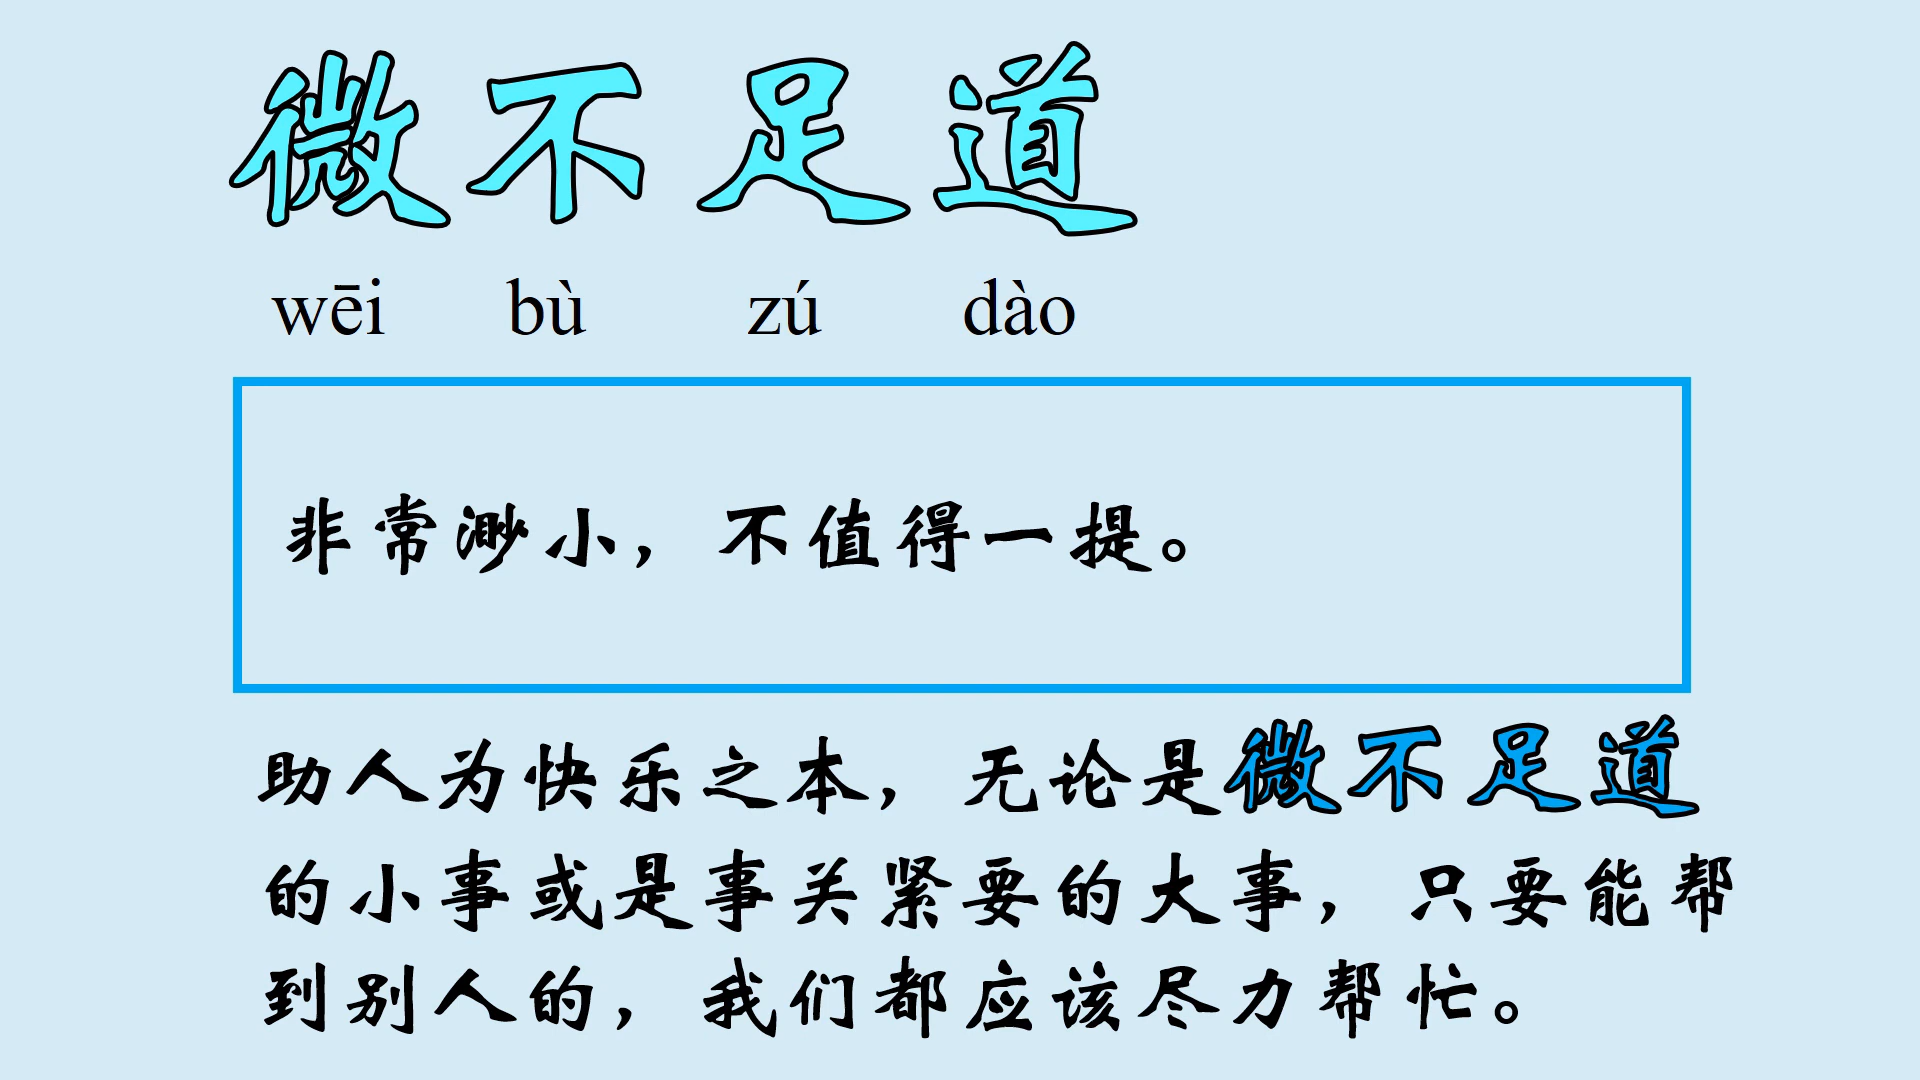 微不足道
wēi bù zú dào
非常渺小，不值得一提。
助人为快乐之本，无论是微不足道
的小事或是事关紧要的大事，只要能帮
到别人的，我们都应该尽力帮忙。